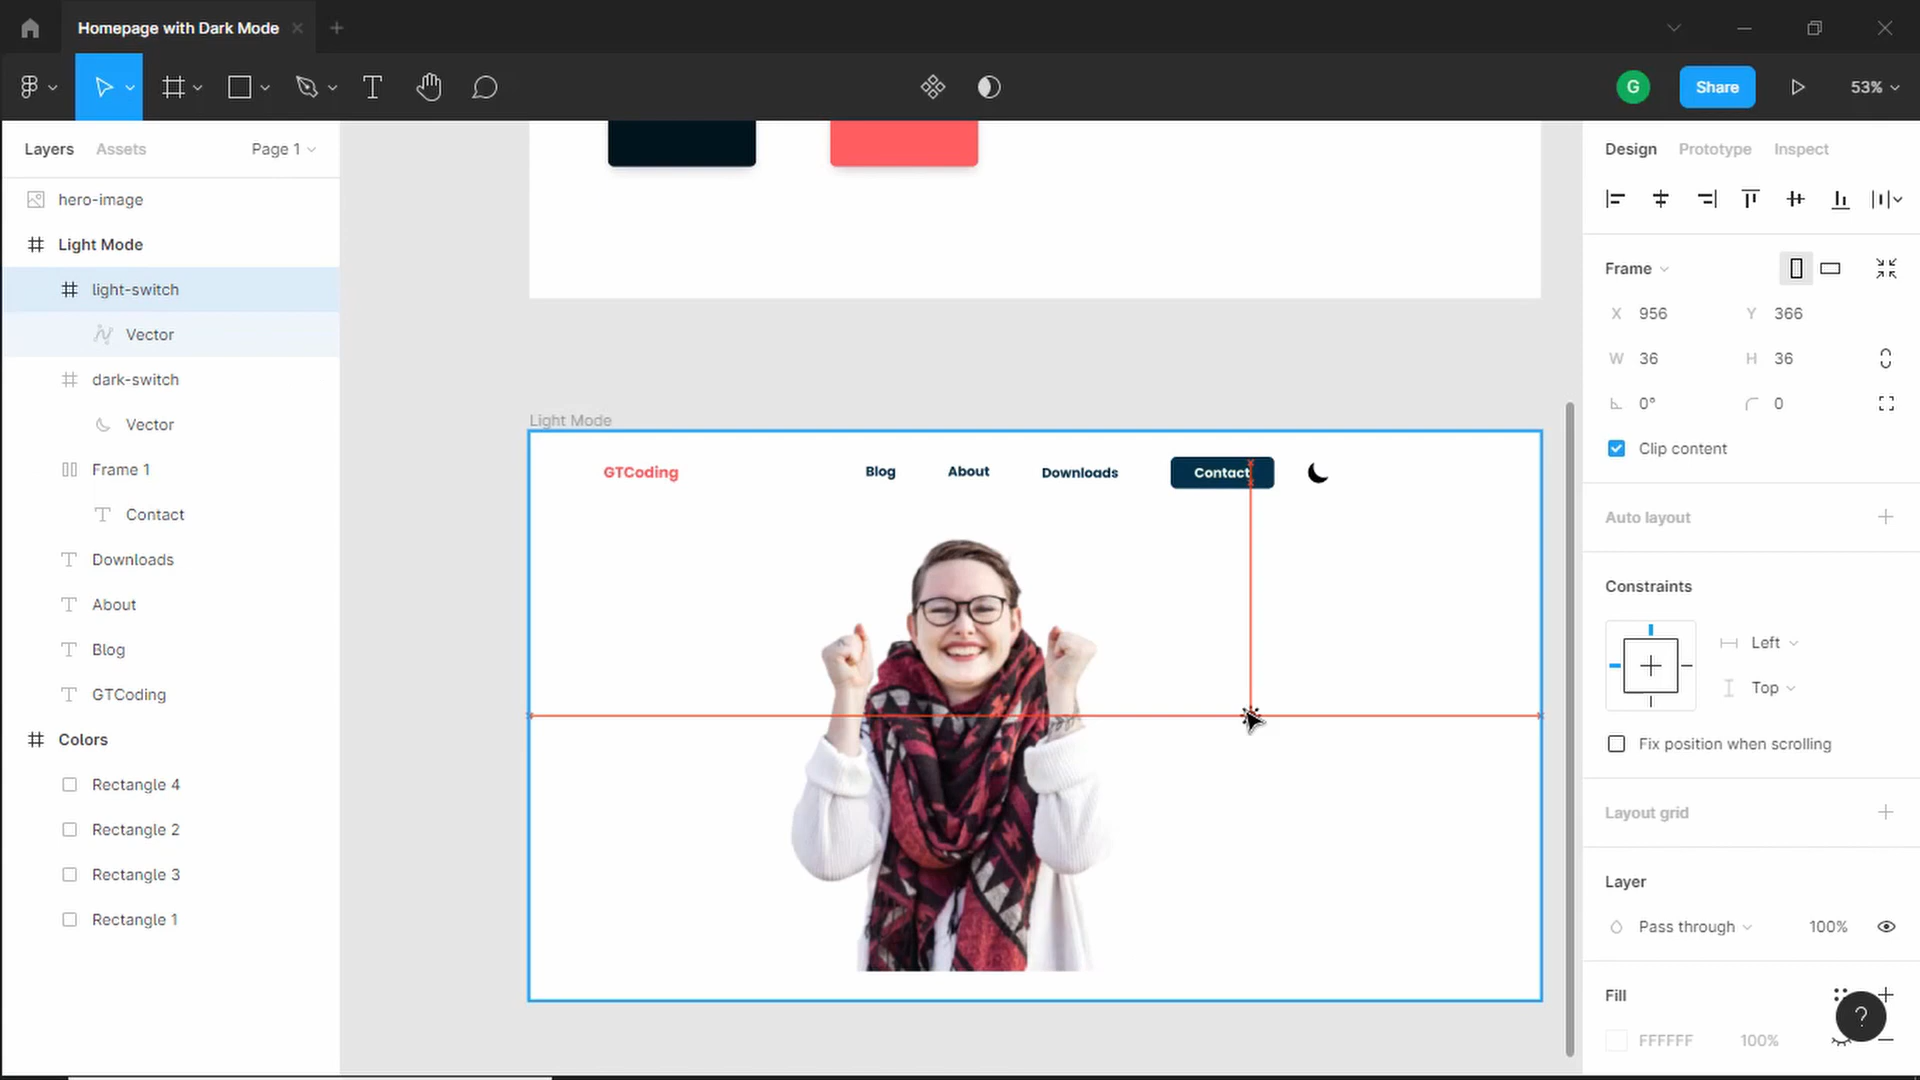 Homepage with Dark Mode
G
Share
53%
Layers
Assets
Page 1
Design
Prototype
Inspect
hero-image
Light Mode
light-switch
Vector
dark-switch
Vector
Frame 1
Contact
Downloads
About
Blog
GTCoding
Colors
Rectangle 4
Rectangle 2
Rectangle 3
Rectangle 1
Light Mode
GTCoding
Blog
About
Downloads
Contact
Frame
X 956
Y 366
W 36
H 36
0°
0
Clip content
Auto layout
Constraints
Left
Top
Fix position when scrolling
Layout grid
Layer
Pass through
100%
Fill
FFFFFF
100%
?